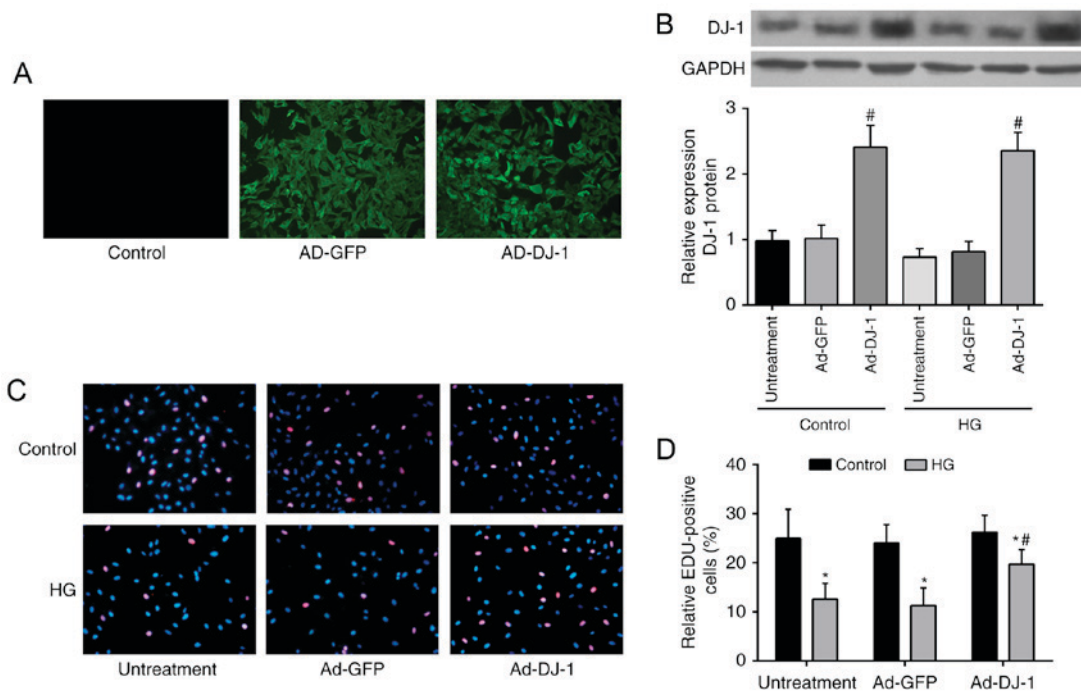 A
Control
AD-GFP
AD-DJ-1
B
DJ-1
GAPDH
Relative expression
DJ-1 protein
3
2
1
0
#
#
Untreatment
Ad-GFP
Ad-DJ-1
Untreatment
Ad-GFP
Ad-DJ-1
Control
HG
C
Control
HG
Untreatment
Ad-GFP
Ad-DJ-1
D
Control
HG
Relative EDU-positive
cells (%)
40
30
20
10
0
*
*
*#
Untreatment
Ad-GFP
Ad-DJ-1